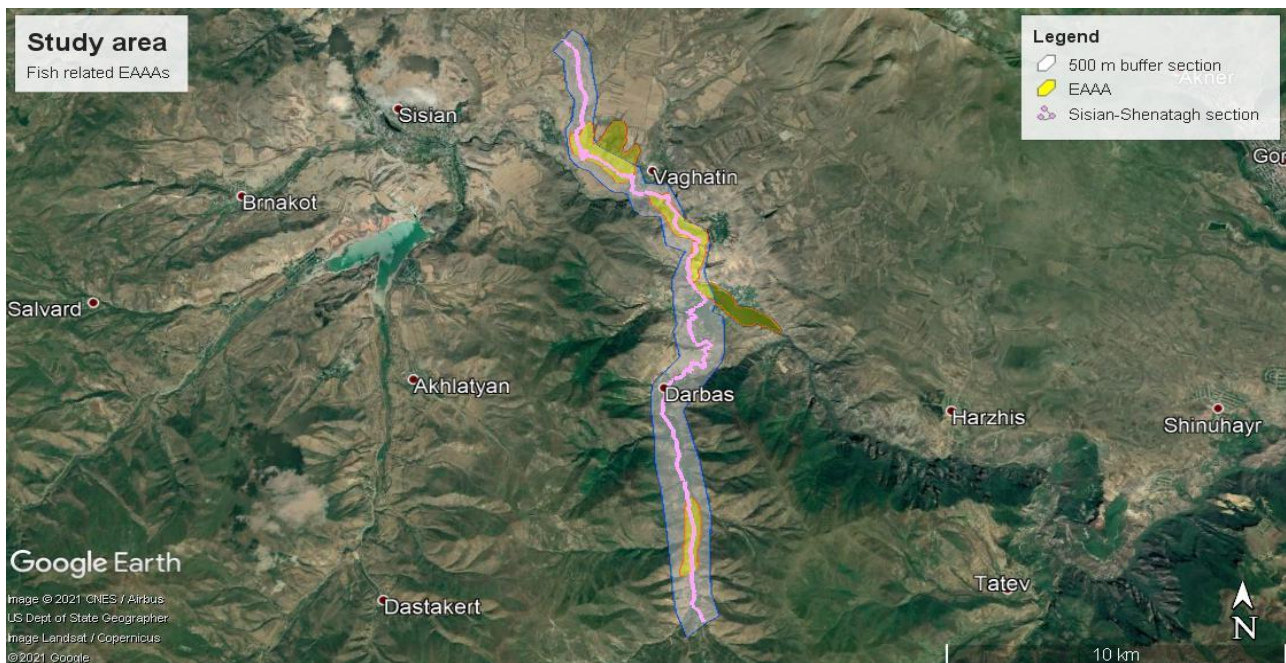 Study area
Fish related EAAAs
Legend
500 m buffer section
EAAA
Sisian-Shenatagh section
Akner
Sisian
Gor
Vaghatin
Brnakot
Salvard
Akhlatyan
Darbas
Harzhis
Shinuhayr
Google Earth
Tatev
Image © 2021 CNES / Airbus
US Dept of State Geographer
Image Landsat / Copernicus
© 2021 Google
Dastakert
N
10 km